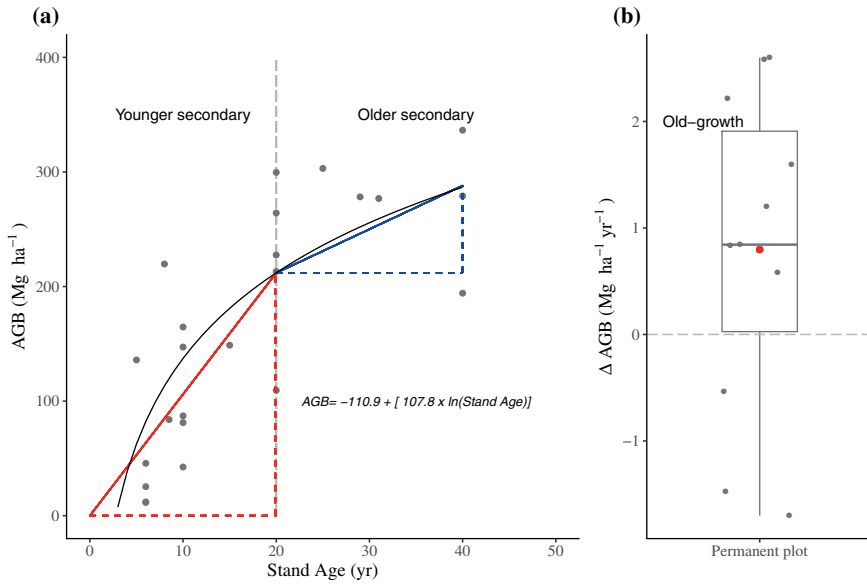 (a)
400
300
200
100
0
AGB (Mg ha⁻¹)
Younger secondary
Older secondary
AGB= −110.9 + [ 107.8 x ln(Stand Age)]
0 10 20 30 40 50
Stand Age (yr)
(b)
2
1
0
−1
Δ AGB (Mg ha⁻¹ yr⁻¹)
Old−growth
Permanent plot